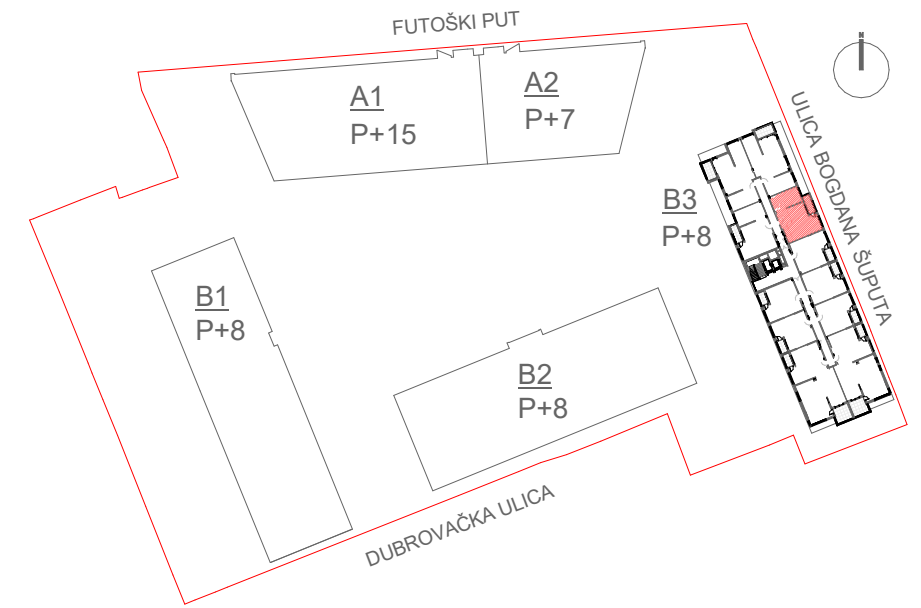 FUTOŠKI PUT
N
A1
P+15
A2
P+7
ULICA BOGDANA ŠUPUTA
B3
P+8
B1
P+8
B2
P+8
DUBROVAČKA ULICA